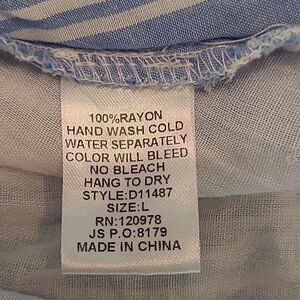 100%RAYON
HAND WASH COLD
WATER SEPARATELY
COLOR WILL BLEED
NO BLEACH
HANG TO DRY
STYLE:D11487
SIZE:L
RN:120978
JS P.O:8179
MADE IN CHINA